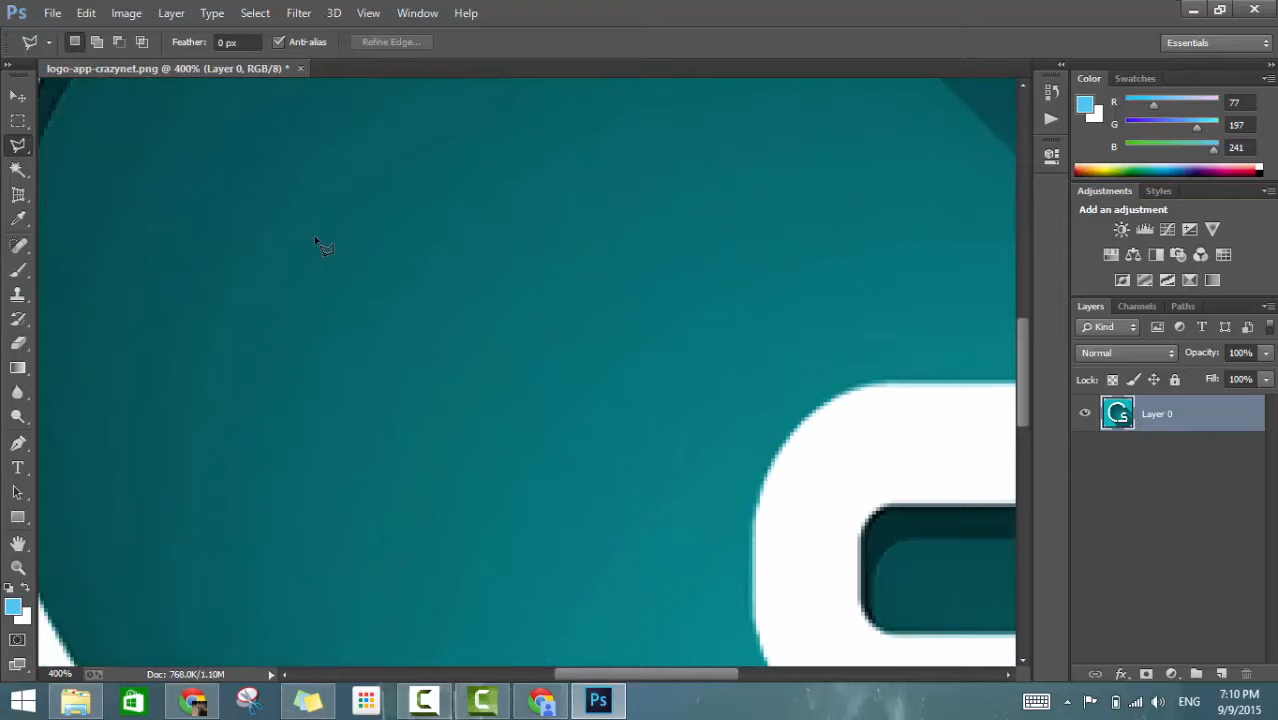 Ps File Edit Image Layer Type Select Filter 3D View Window Help
Feather: 0 px Anti-alias Refine Edge... Essentials
logo-app-crazynet.png @ 400% (Layer 0, RGB/8) *
Color Swatches
R 77
G 197
B 241
Adjustments Styles
Add an adjustment
Layers Channels Paths
Kind
Normal Opacity: 100%
Lock: Fill: 100%
Layer 0
400% Doc: 768.0K/1.10M
Ps ENG 7:10 PM
9/9/2015